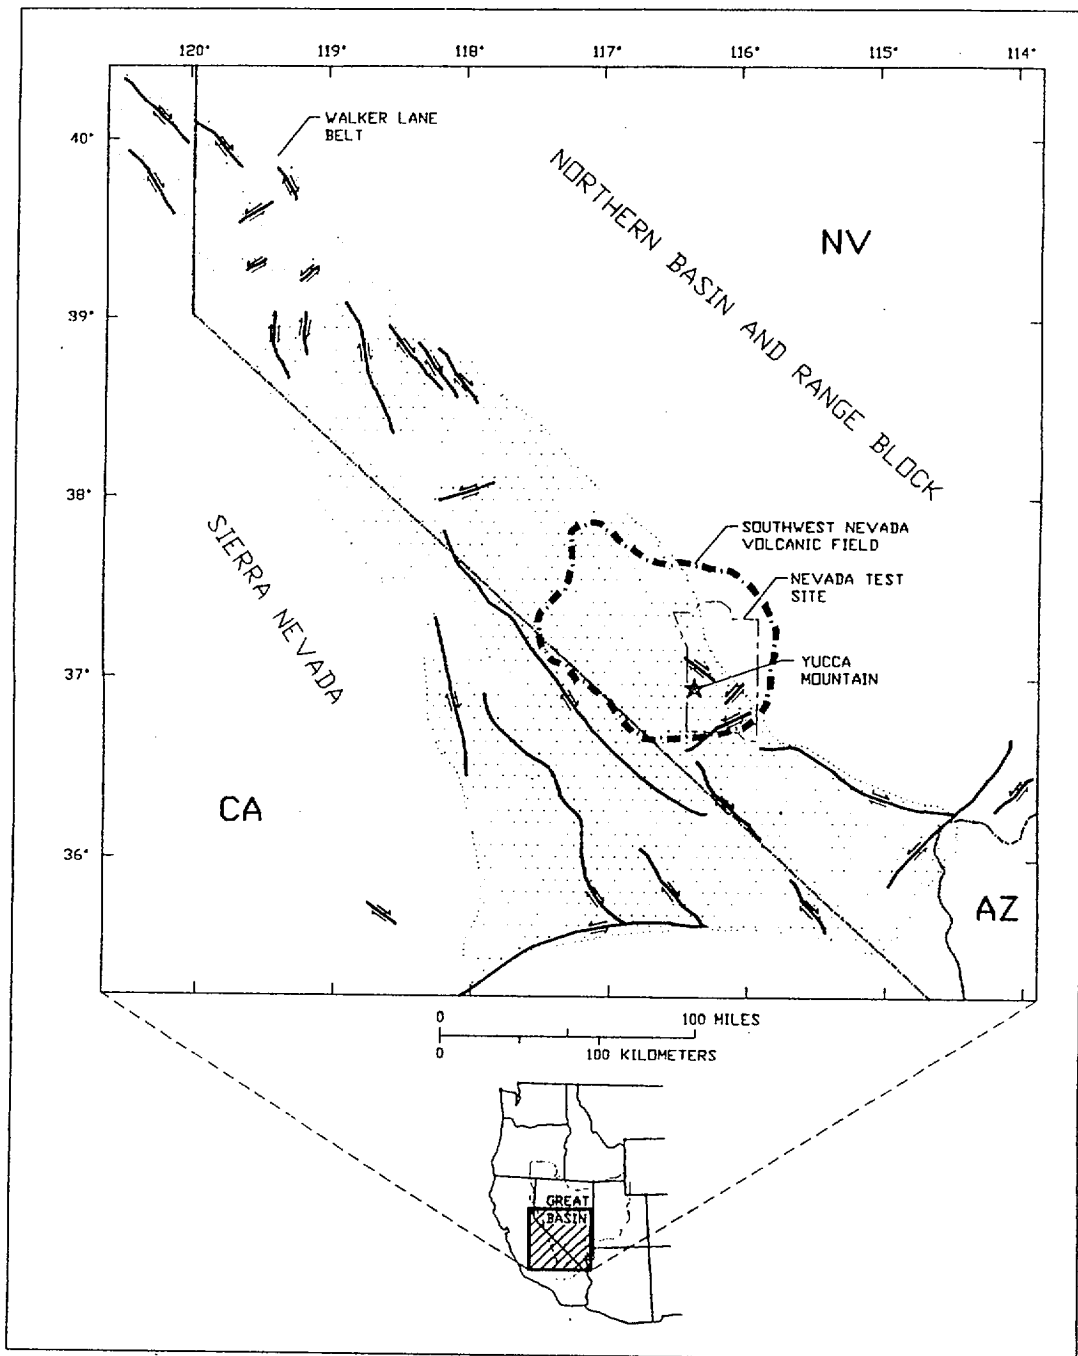 120° 119° 118° 117° 116° 115° 114°
40°
39°
38°
37°
36°
WALKER LANE
BELT
NORTHERN BASIN AND RANGE BLOCK
NV
SIERRA NEVADA
SOUTHWEST NEVADA
VOLCANIC FIELD
NEVADA TEST
SITE
YUCCA
MOUNTAIN
CA
AZ
0 100 MILES
0 100 KILOMETERS
GREAT
BASIN